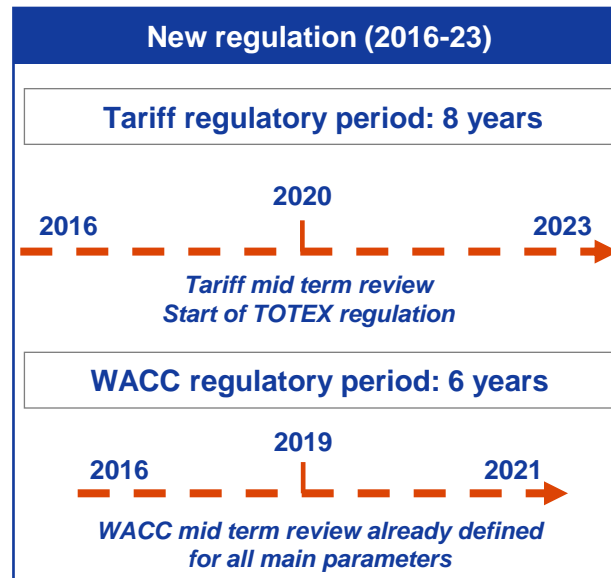 New regulation (2016-23)
Tariff regulatory period: 8 years
2020
2016
2023
Tariff mid term review
Start of TOTEX regulation
WACC regulatory period: 6 years
2019
2016
2021
WACC mid term review already defined
for all main parameters